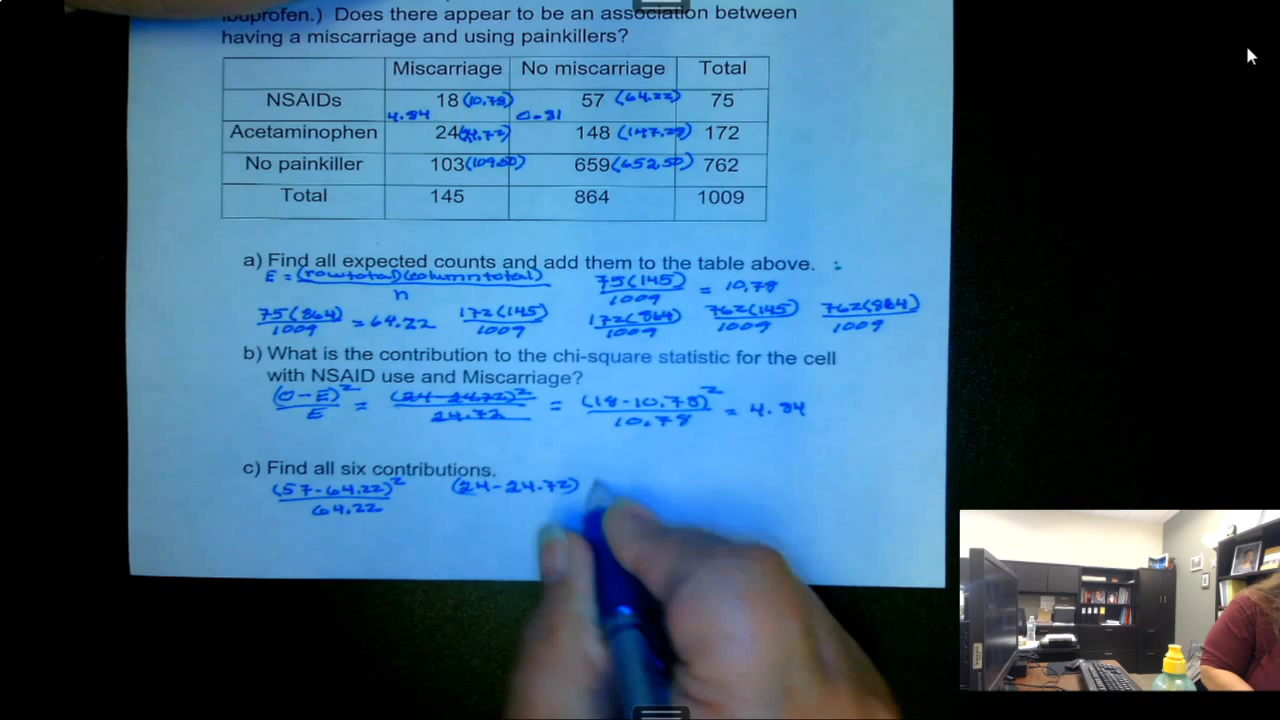 ibuprofen.) Does there appear to be an association between
having a miscarriage and using painkillers?
Miscarriage No miscarriage Total
NSAIDs 18 (10.78) 57 (64.22) 75
4.84 0.81
Acetaminophen 24 148 (147.28) 172
No painkiller 103 (109.50) 659 (652.50) 762
Total 145 864 1009
a) Find all expected counts and add them to the table above.
E = (row total)(column total) / n 75(145) / 1009 = 10.78
75(864) / 1009 = 64.22 172(145) / 1009 172(864) / 1009 762(145) / 1009 762(864) / 1009
b) What is the contribution to the chi-square statistic for the cell
with NSAID use and Miscarriage?
(O-E)² / E = (24-24.72)² / 24.72 = (18-10.78)² / 10.78 = 4.84
c) Find all six contributions.
(57-64.22)² / 64.22 (24-24.72)